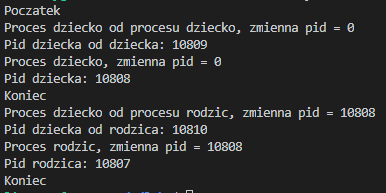 Poczatek
Proces dziecko od procesu dziecko, zmienna pid = 0
Pid dziecka od dziecka: 10809
Proces dziecko, zmienna pid = 0
Pid dziecka: 10808
Koniec
Proces dziecko od procesu rodzic, zmienna pid = 10808
Pid dziecka od rodzica: 10810
Proces rodzic, zmienna pid = 10808
Pid rodzica: 10807
Koniec